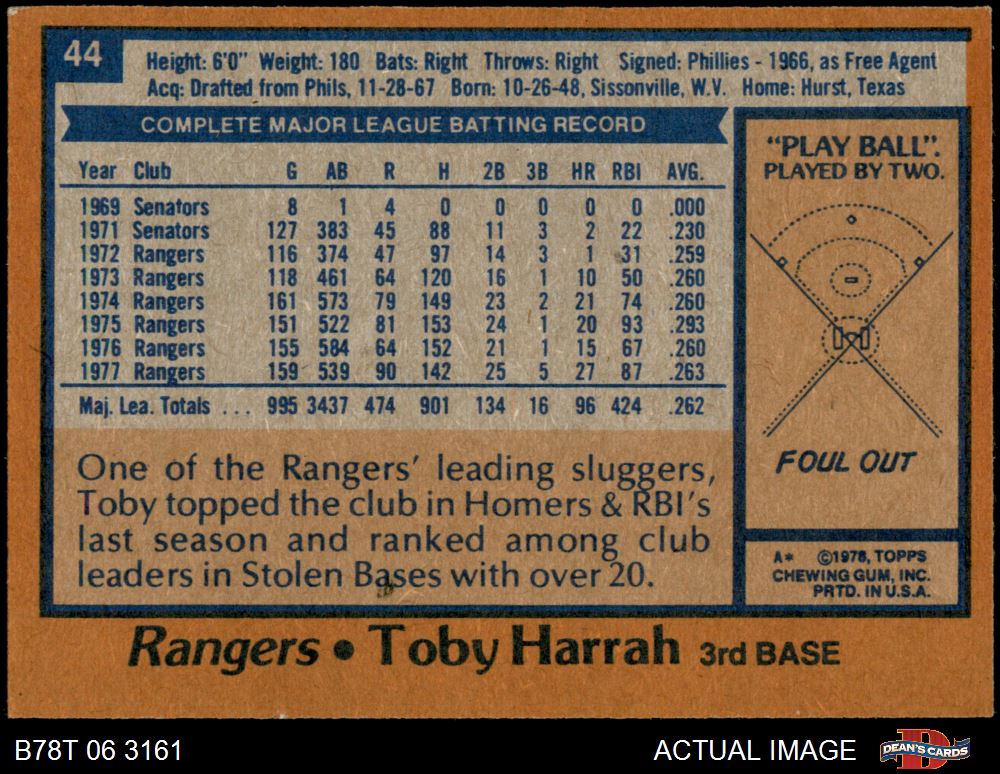 44
Height: 6'0" Weight: 180 Bats: Right Throws: Right Signed: Phillies - 1966, as Free Agent
Acq: Drafted from Phils, 11-28-67 Born: 10-26-48, Sissonville, W.V. Home: Hurst, Texas
COMPLETE MAJOR LEAGUE BATTING RECORD
Year Club G AB R H 2B 3B HR RBI AVG.
1969 Senators 8 1 4 0 0 0 0 0 .000
1971 Senators 127 383 45 88 11 3 2 22 .230
1972 Rangers 116 374 47 97 14 3 1 31 .259
1973 Rangers 118 461 64 120 16 1 10 50 .260
1974 Rangers 161 573 79 149 23 2 21 74 .260
1975 Rangers 151 522 81 153 24 1 20 93 .293
1976 Rangers 155 584 64 152 21 1 15 67 .260
1977 Rangers 159 539 90 142 25 5 27 87 .263
Maj. Lea. Totals ... 995 3437 474 901 134 16 96 424 .262
One of the Rangers' leading sluggers,
Toby topped the club in Homers & RBI's
last season and ranked among club
leaders in Stolen Bases with over 20.
"PLAY BALL".
PLAYED BY TWO.
FOUL OUT
A* ©1978, TOPPS
CHEWING GUM, INC.
PRTD. IN U.S.A.
Rangers • Toby Harrah 3rd BASE
B78T 06 3161 ACTUAL IMAGE DEAN'S CARDS